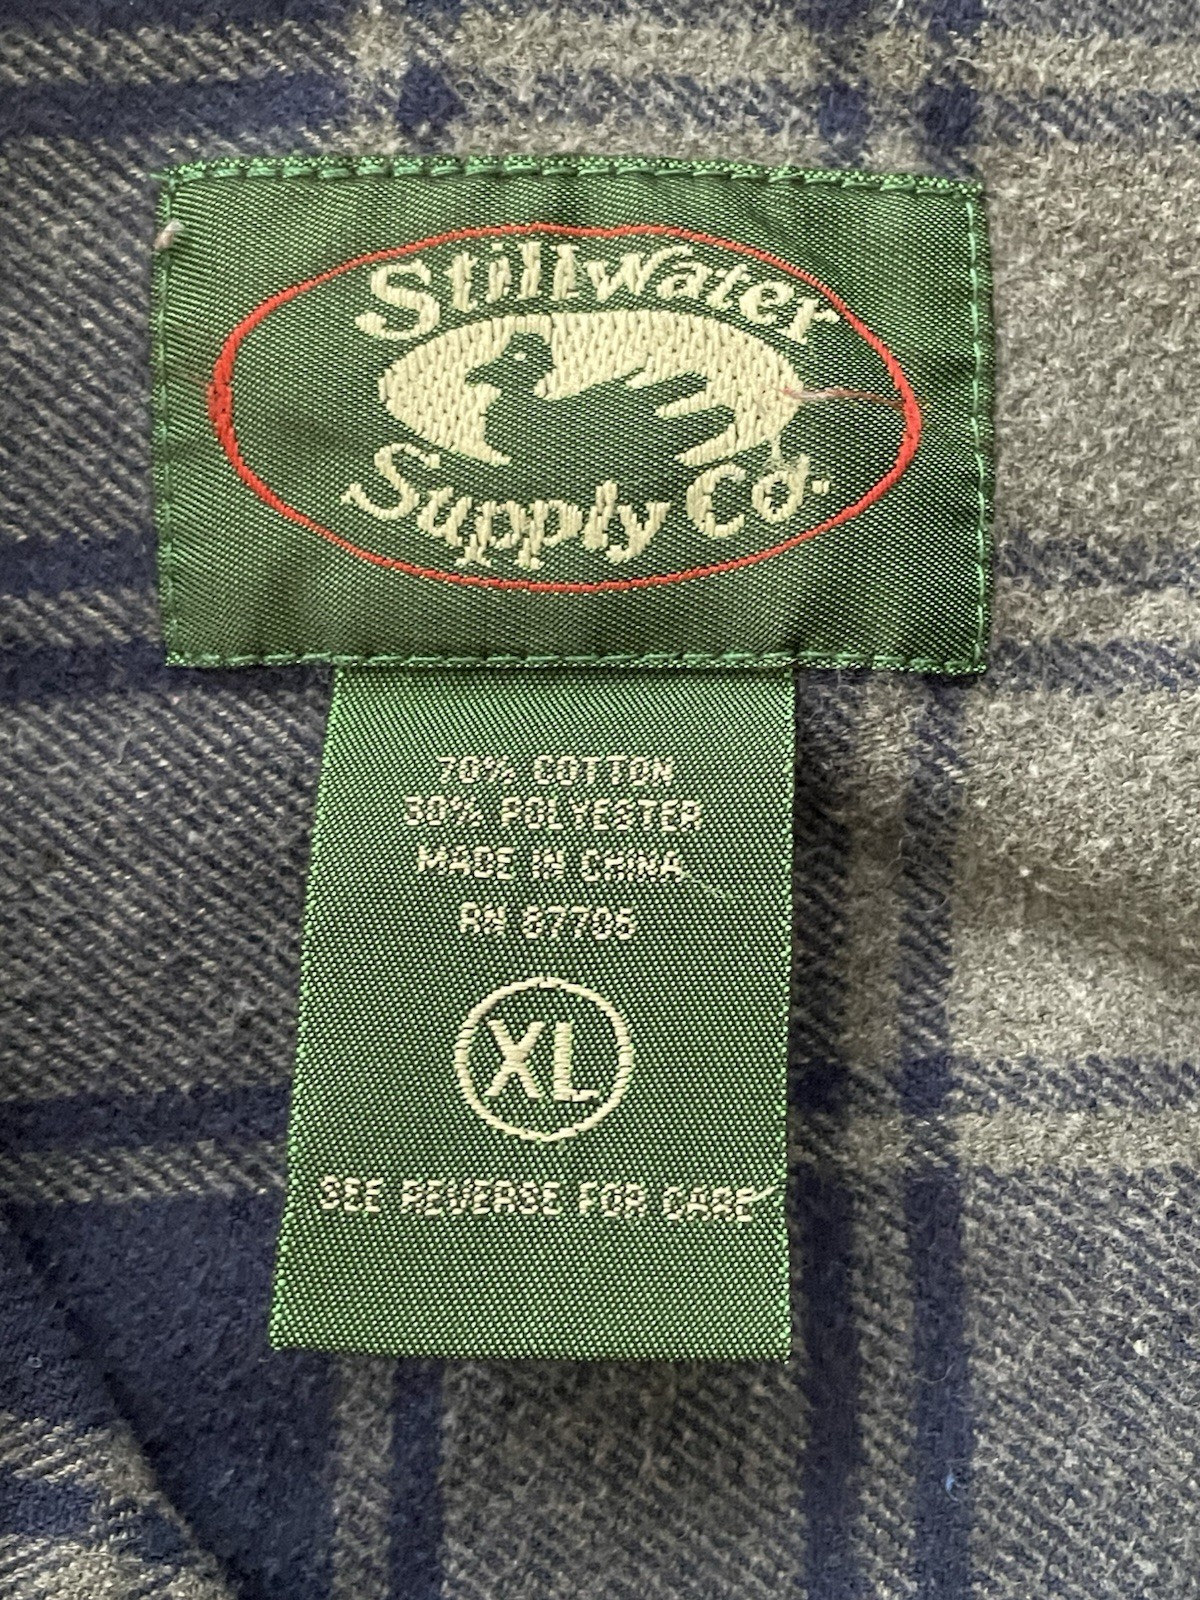 Stillwater
Supply Co.
70% COTTON
30% POLYESTER
MADE IN CHINA
RN 87705
XL
SEE REVERSE FOR CARE